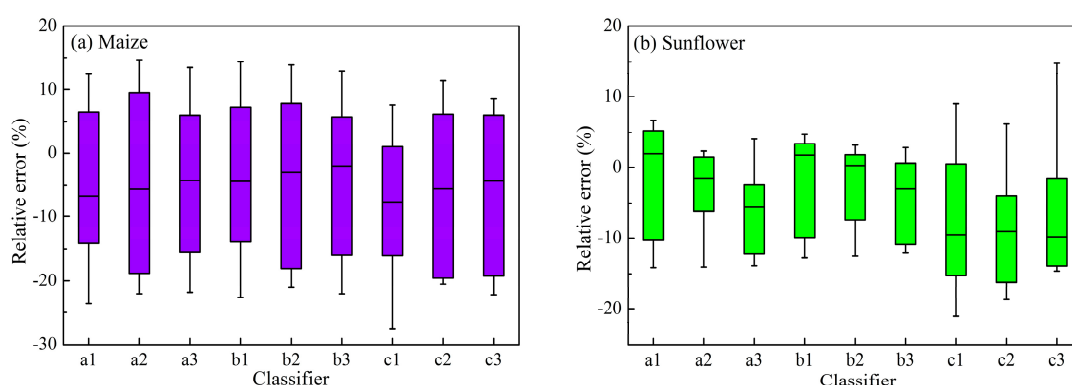 (a) Maize
Relative error (%)
20
10
0
-10
-20
-30
a1 a2 a3 b1 b2 b3 c1 c2 c3
Classifier
(b) Sunflower
Relative error (%)
20
10
0
-10
-20
a1 a2 a3 b1 b2 b3 c1 c2 c3
Classifier